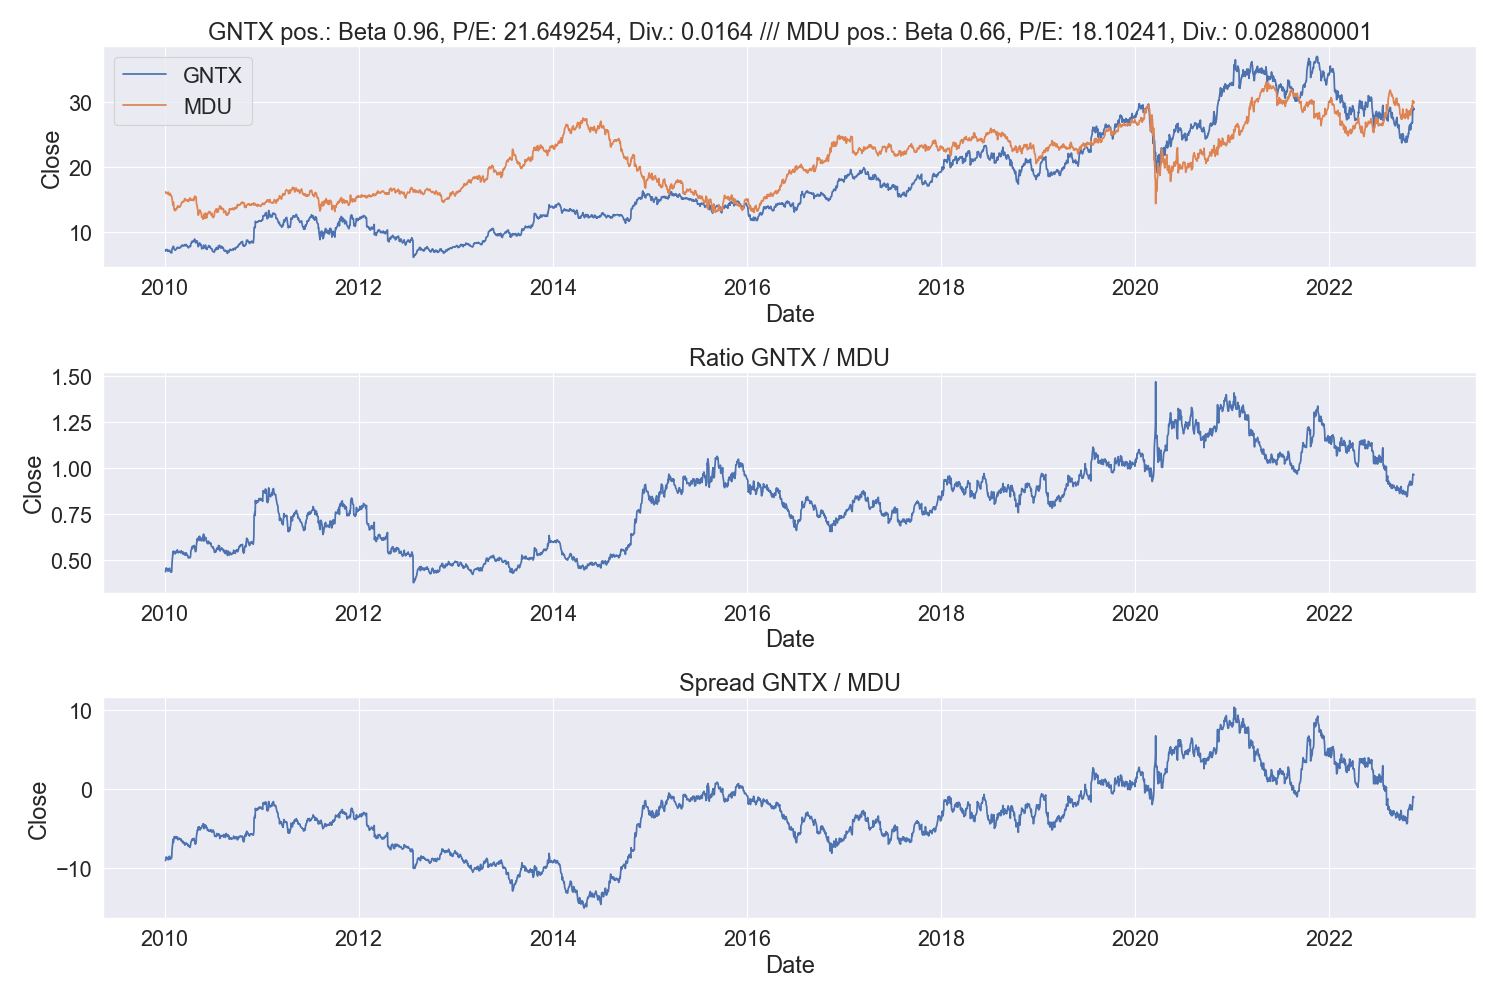 GNTX pos.: Beta 0.96, P/E: 21.649254, Div.: 0.0164 /// MDU pos.: Beta 0.66, P/E: 18.10241, Div.: 0.028800001
GNTX
MDU
Close
30
20
10
2010 2012 2014 2016 2018 2020 2022
Date
Ratio GNTX / MDU
Close
1.50
1.25
1.00
0.75
0.50
2010 2012 2014 2016 2018 2020 2022
Date
Spread GNTX / MDU
Close
10
0
−10
2010 2012 2014 2016 2018 2020 2022
Date